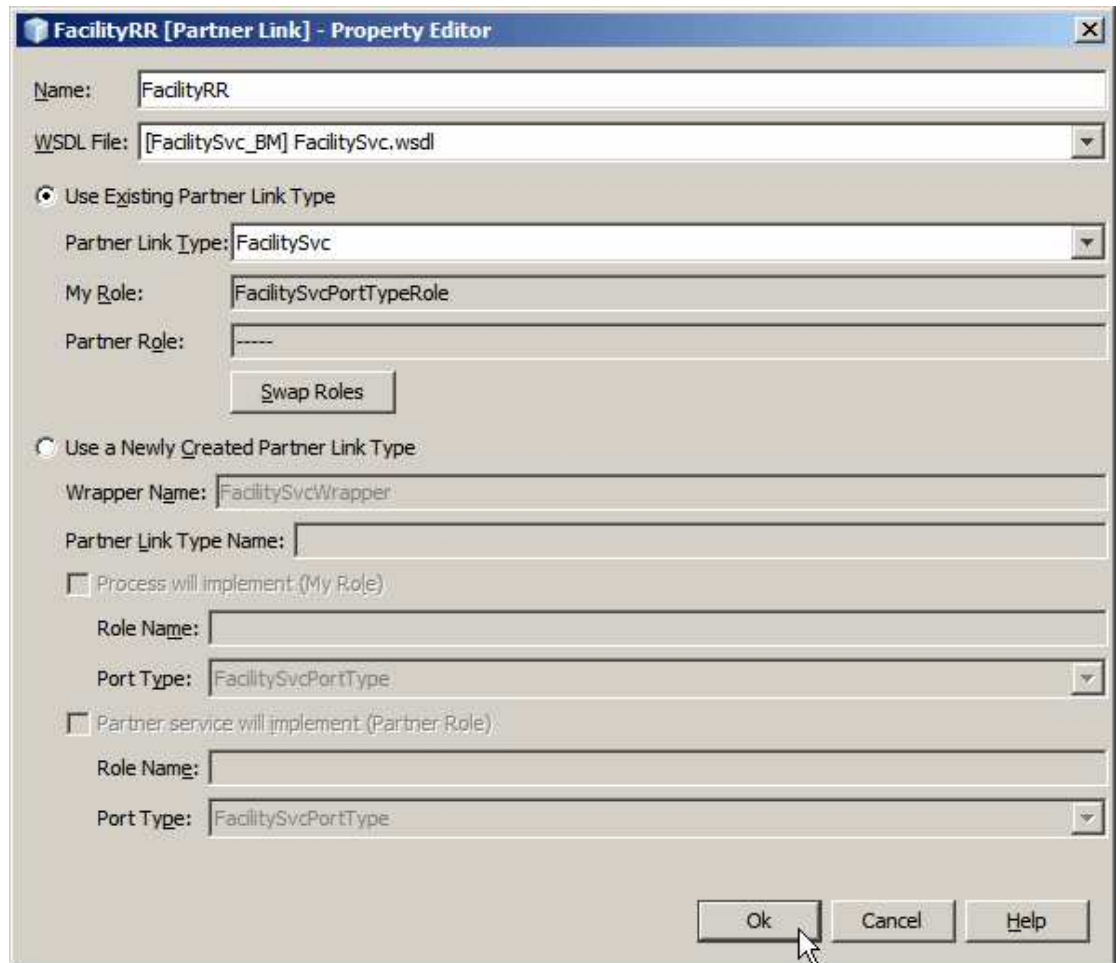 FacilityRR [Partner Link] - Property Editor
Name: FacilityRR
WSDL File: [FacilitySvc_BM] FacilitySvc.wsdl
Use Existing Partner Link Type
Partner Link Type: FacilitySvc
My Role: FacilitySvcPortTypeRole
Partner Role: -----
Swap Roles
Use a Newly Created Partner Link Type
Wrapper Name: FacilitySvcWrapper
Partner Link Type Name:
Process will implement (My Role)
Role Name:
Port Type: FacilitySvcPortType
Partner service will implement (Partner Role)
Role Name:
Port Type: FacilitySvcPortType
Ok Cancel Help